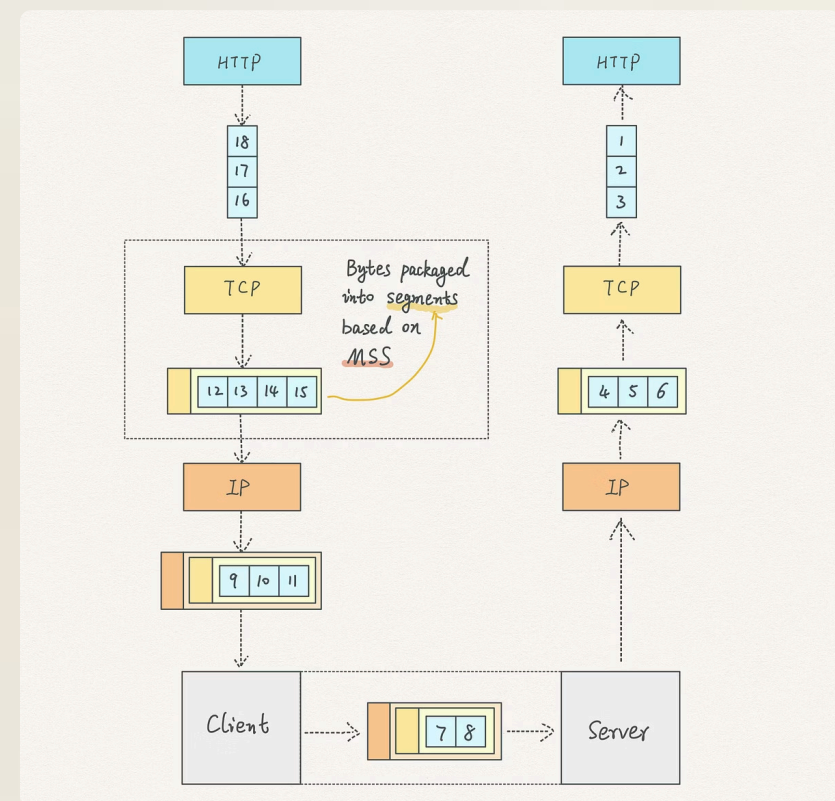 HTTP
18
17
16
TCP
Bytes packaged
into segments
based on
MSS
12 13 14 15
IP
9 10 11
Client
7 8
Server
IP
4 5 6
TCP
1
2
3
HTTP